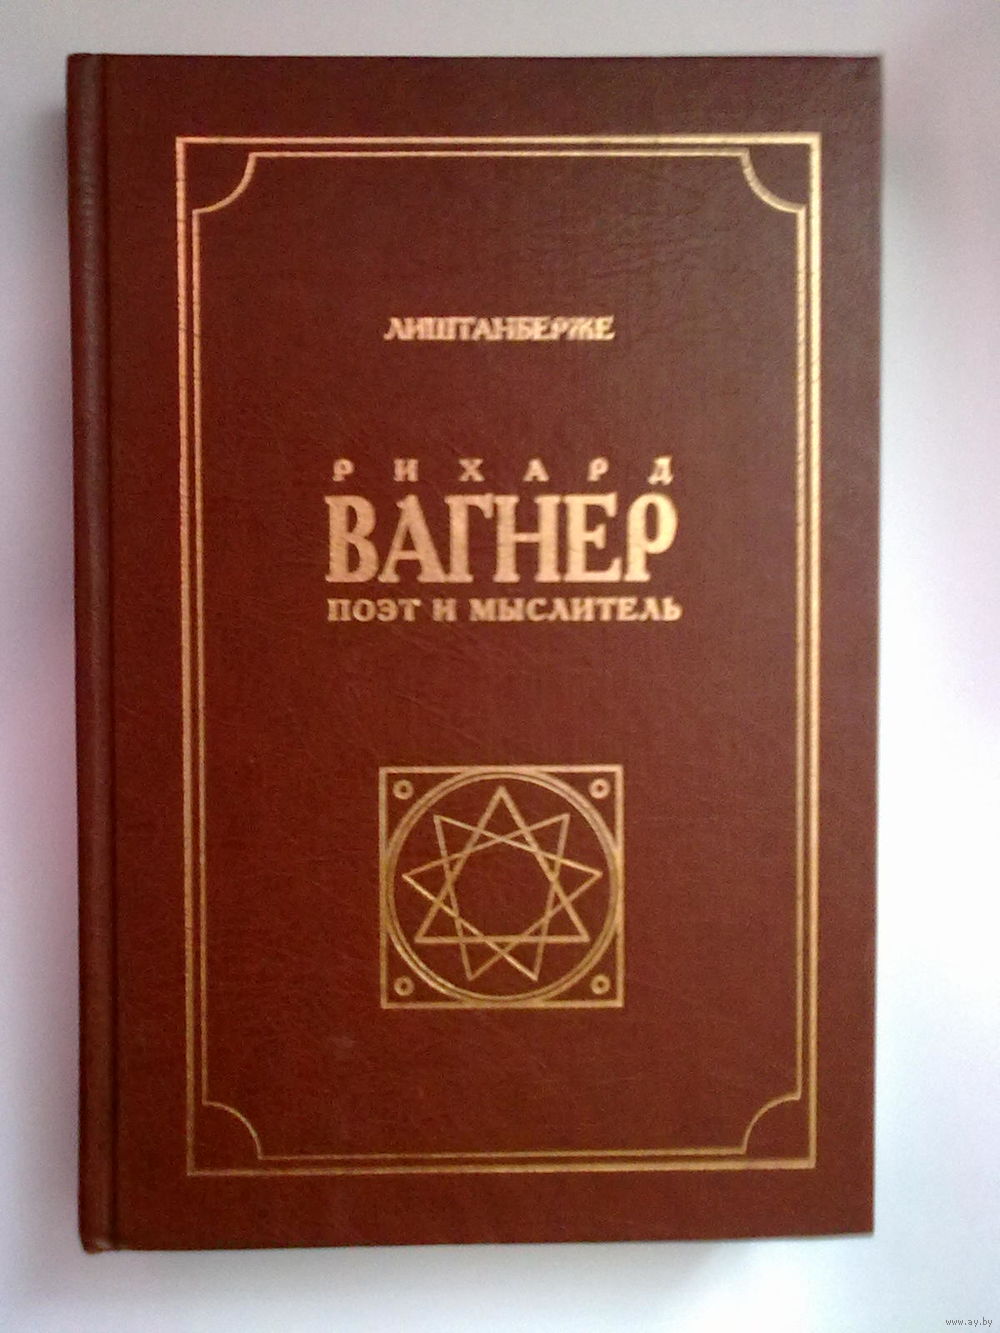 ЛИШТАНБЕРЖЕ
РИХАРД
ВАГНЕР
ПОЭТ И МЫСЛИТЕЛЬ
www.ay.by